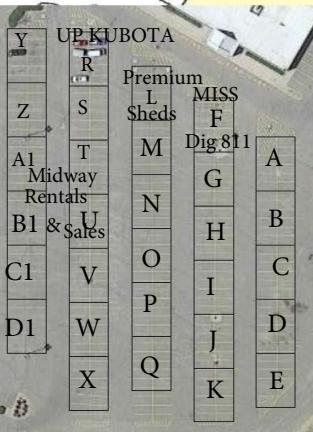 Y
Z
A1
B1
C1
D1
UP KUBOTA
R
S
T
Midway
Rentals
& Sales
U
V
W
X
Premium
L
Sheds
M
N
O
P
Q
MISS
F
Dig 811
G
H
I
J
K
A
B
C
D
E